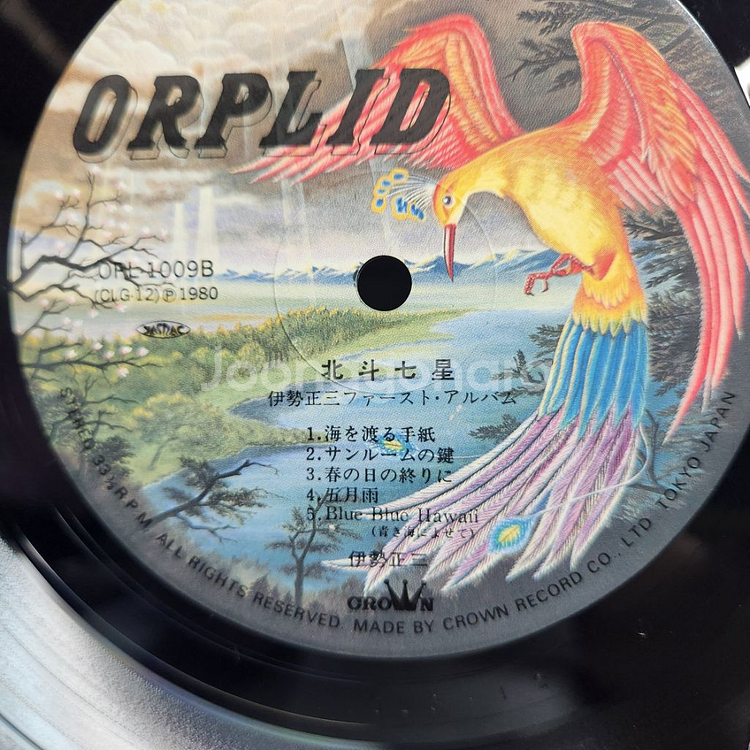 ORPLID
ORL-1009B
(CLG-12) Ⓟ 1980
北斗七星
伊勢正三ファースト・アルバム
1.海を渡る手紙
2.サンルームの鍵
3.春の日の終りに
4.五月雨
5.Blue Blue Hawaii
(青き海によせて)
伊勢正三
CROWN
STEREO 33⅓ R.P.M. ALL RIGHTS RESERVED. MADE BY CROWN RECORD CO., LTD. TOKYO JAPAN